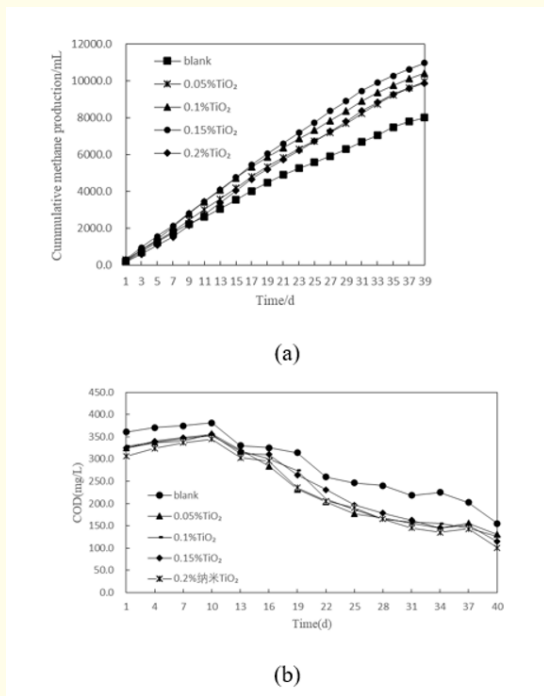 12000.0
10000.0
8000.0
6000.0
4000.0
2000.0
0.0
Cummulative methane production/mL
blank
0.05%TiO₂
0.1%TiO₂
0.15%TiO₂
0.2%TiO₂
1 3 5 7 9 11 13 15 17 19 21 23 25 27 29 31 33 35 37 39
Time/d
(a)
450.0
400.0
350.0
300.0
250.0
200.0
150.0
100.0
50.0
0.0
COD(mg/L)
blank
0.05%TiO₂
0.1%TiO₂
0.15%TiO₂
0.2%纳米TiO₂
1 4 7 10 13 16 19 22 25 28 31 34 37 40
Time(d)
(b)